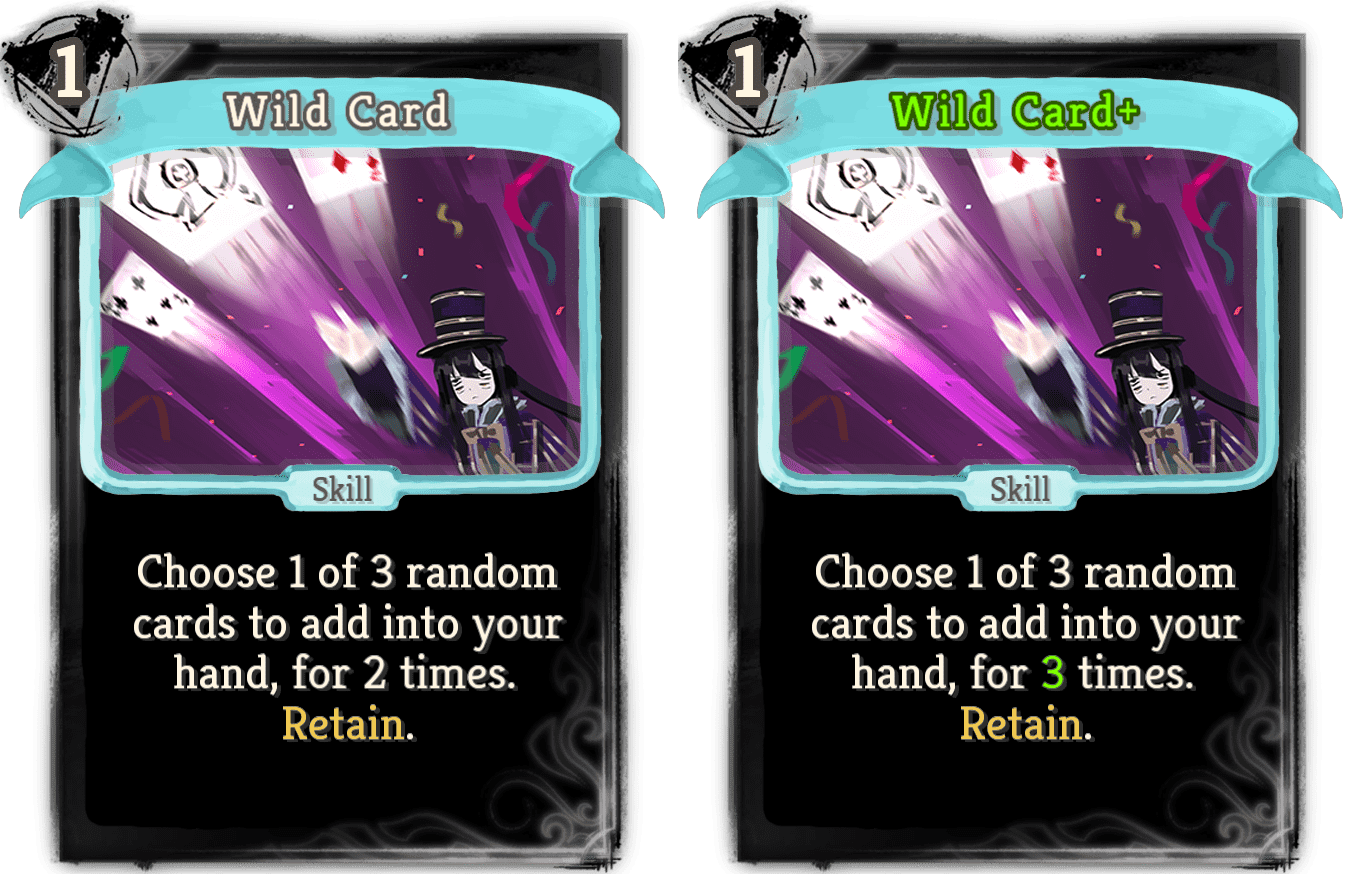 1
Wild Card
Skill
Choose 1 of 3 random
cards to add into your
hand, for 2 times.
Retain.
1
Wild Card+
Skill
Choose 1 of 3 random
cards to add into your
hand, for 3 times.
Retain.